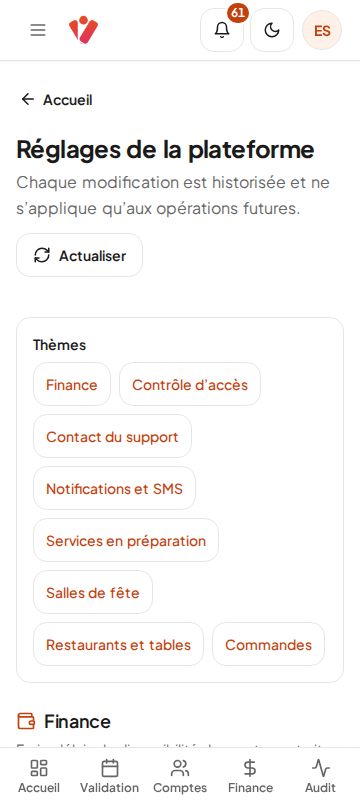 61
ES
Accueil
Réglages de la plateforme
Chaque modification est historisée et ne
s’applique qu’aux opérations futures.
Actualiser
Thèmes
Finance
Contrôle d’accès
Contact du support
Notifications et SMS
Services en préparation
Salles de fête
Restaurants et tables
Commandes
Finance
Accueil
Validation
Comptes
Finance
Audit